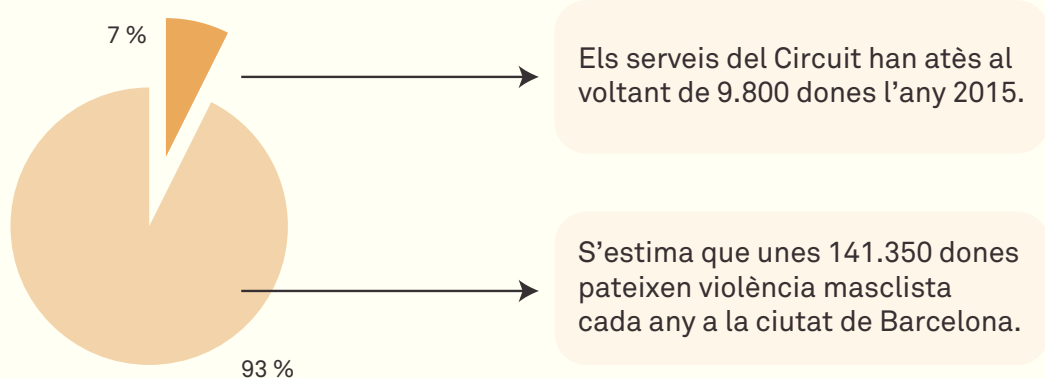 7 %
Els serveis del Circuit han atès al
voltant de 9.800 dones l’any 2015.
S’estima que unes 141.350 dones
pateixen violència masclista
cada any a la ciutat de Barcelona.
93 %